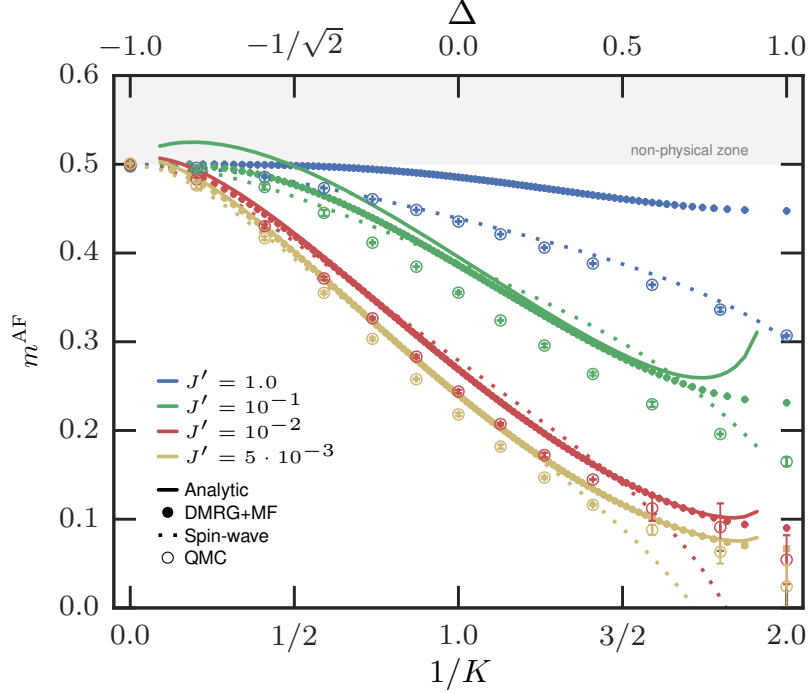 Δ
−1.0 −1/√2 0.0 0.5 1.0
0.6
non-physical zone
0.5
0.4
0.3
0.2
0.1
0.0
m^AF
J′ = 1.0
J′ = 10⁻¹
J′ = 10⁻²
J′ = 5 · 10⁻³
Analytic
DMRG+MF
Spin-wave
QMC
0.0 1/2 1.0 3/2 2.0
1/K